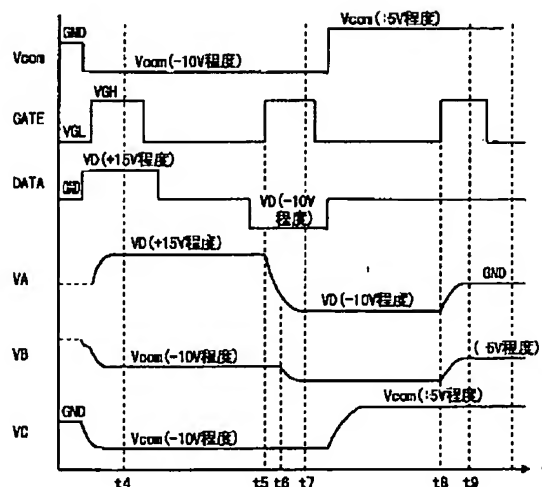 Vcom(:5V程度)
GND
Vcom
Vcom(-10V程度)
VGH
GATE
VGL
VD(+15V程度)
DATA
GND
VD(-10V
程度)
VD(+15V程度)
VA
GND
VD(-10V程度)
VB
Vcom(-10V程度)
(-5V程度)
Vcom(:5V程度)
GND
VC
Vcom(-10V程度)
t4
t5
t6
t7
t8
t9